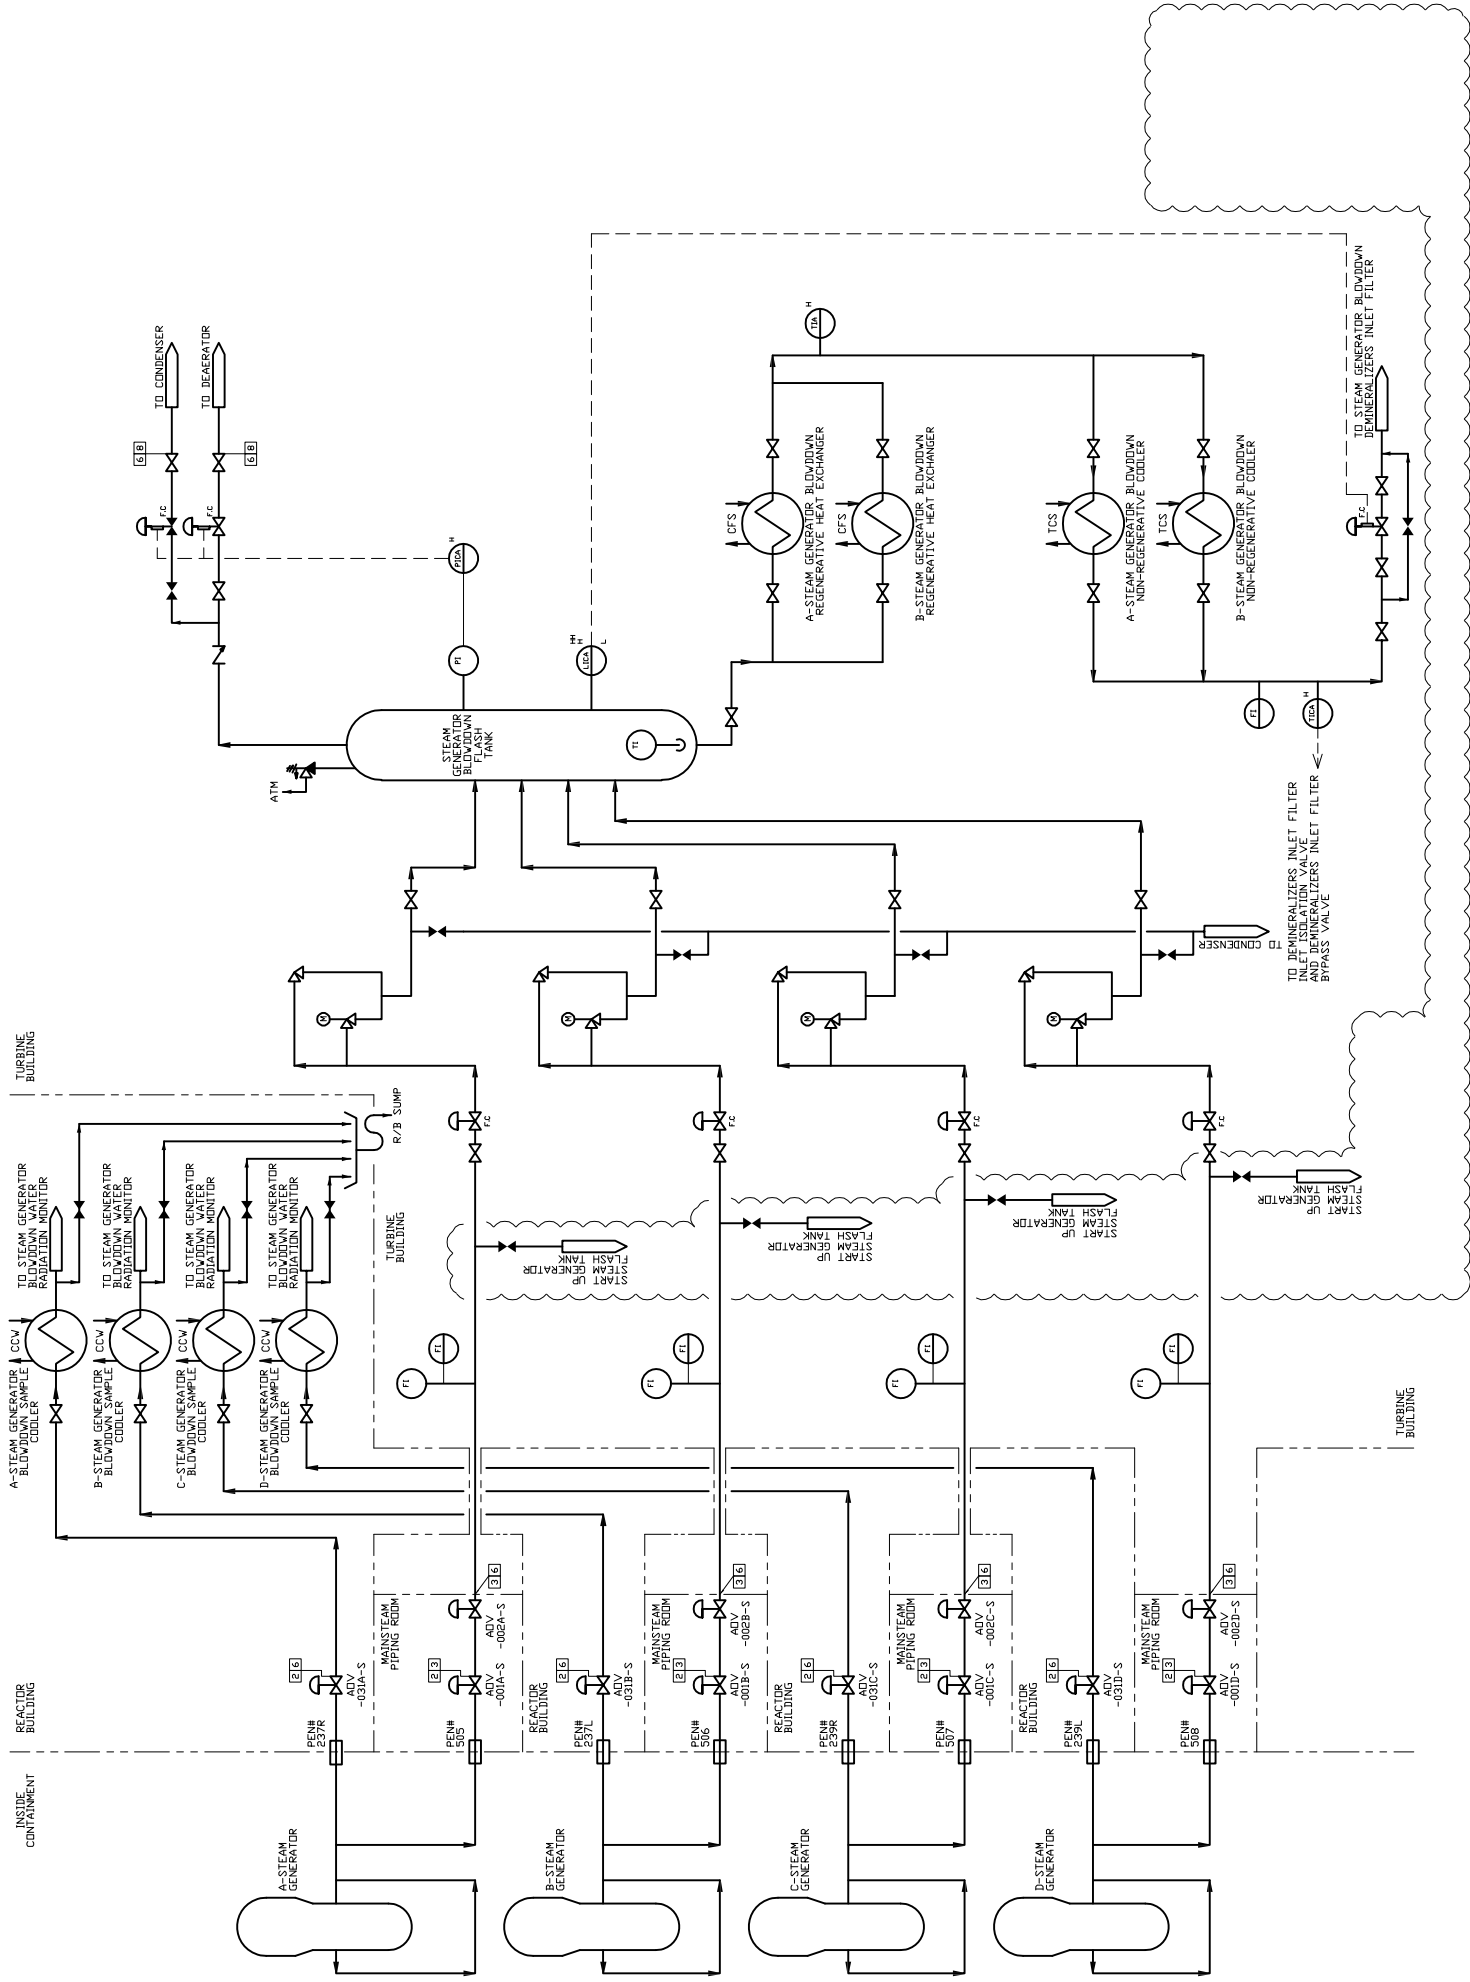 INSIDE
CONTAINMENT
REACTOR
BUILDING
TURBINE
BUILDING
A-STEAM GENERATOR
BLOWDOWN SAMPLE
COOLER
CCW
TO STEAM GENERATOR
BLOWDOWN WATER
RADIATION MONITOR
B-STEAM GENERATOR
BLOWDOWN SAMPLE
COOLER
CCW
TO STEAM GENERATOR
BLOWDOWN WATER
RADIATION MONITOR
C-STEAM GENERATOR
BLOWDOWN SAMPLE
COOLER
CCW
TO STEAM GENERATOR
BLOWDOWN WATER
RADIATION MONITOR
D-STEAM GENERATOR
BLOWDOWN SAMPLE
COOLER
CCW
TO STEAM GENERATOR
BLOWDOWN WATER
RADIATION MONITOR
R/B SUMP
TURBINE
BUILDING
A-STEAM
GENERATOR
PEN#
237R
2 6
AOV
-031A-S
MAINSTEAM
PIPING ROOM
PEN#
505
2 3
AOV
-001A-S
AOV
-002A-S
3 6
FI
FI
START UP
STEAM GENERATOR
FLASH TANK
F.C
M
REACTOR
BUILDING
B-STEAM
GENERATOR
PEN#
237L
2 6
AOV
-031B-S
MAINSTEAM
PIPING ROOM
PEN#
506
2 3
AOV
-001B-S
AOV
-002B-S
3 6
FI
FI
START UP
STEAM GENERATOR
FLASH TANK
F.C
M
REACTOR
BUILDING
C-STEAM
GENERATOR
PEN#
239R
2 6
AOV
-031C-S
MAINSTEAM
PIPING ROOM
PEN#
507
2 3
AOV
-001C-S
AOV
-002C-S
3 6
FI
FI
START UP
STEAM GENERATOR
FLASH TANK
F.C
M
REACTOR
BUILDING
D-STEAM
GENERATOR
PEN#
239L
2 6
AOV
-031D-S
MAINSTEAM
PIPING ROOM
PEN#
508
2 3
AOV
-001D-S
AOV
-002D-S
3 6
FI
FI
START UP
STEAM GENERATOR
FLASH TANK
F.C
M
TURBINE
BUILDING
TO CONDENSER
ATM
STEAM
GENERATOR
BLOWDOWN
FLASH
TANK
TI
PI
PICA
H
LICA
HH
H
L
F.C
F.C
6 8
TO CONDENSER
6 8
TO DEAERATOR
CFS
A-STEAM GENERATOR BLOWDOWN
REGENERATIVE HEAT EXCHANGER
CFS
B-STEAM GENERATOR BLOWDOWN
REGENERATIVE HEAT EXCHANGER
TIA
H
TCS
A-STEAM GENERATOR BLOWDOWN
NON-REGENERATIVE COOLER
TCS
B-STEAM GENERATOR BLOWDOWN
NON-REGENERATIVE COOLER
FI
TICA
H
TO DEMINERALIZERS INLET FILTER
INLET ISOLATION VALVE
AND DEMINERALIZERS INLET FILTER
BYPASS VALVE
F.C
TO STEAM GENERATOR BLOWDOWN
DEMINERALIZERS INLET FILTER